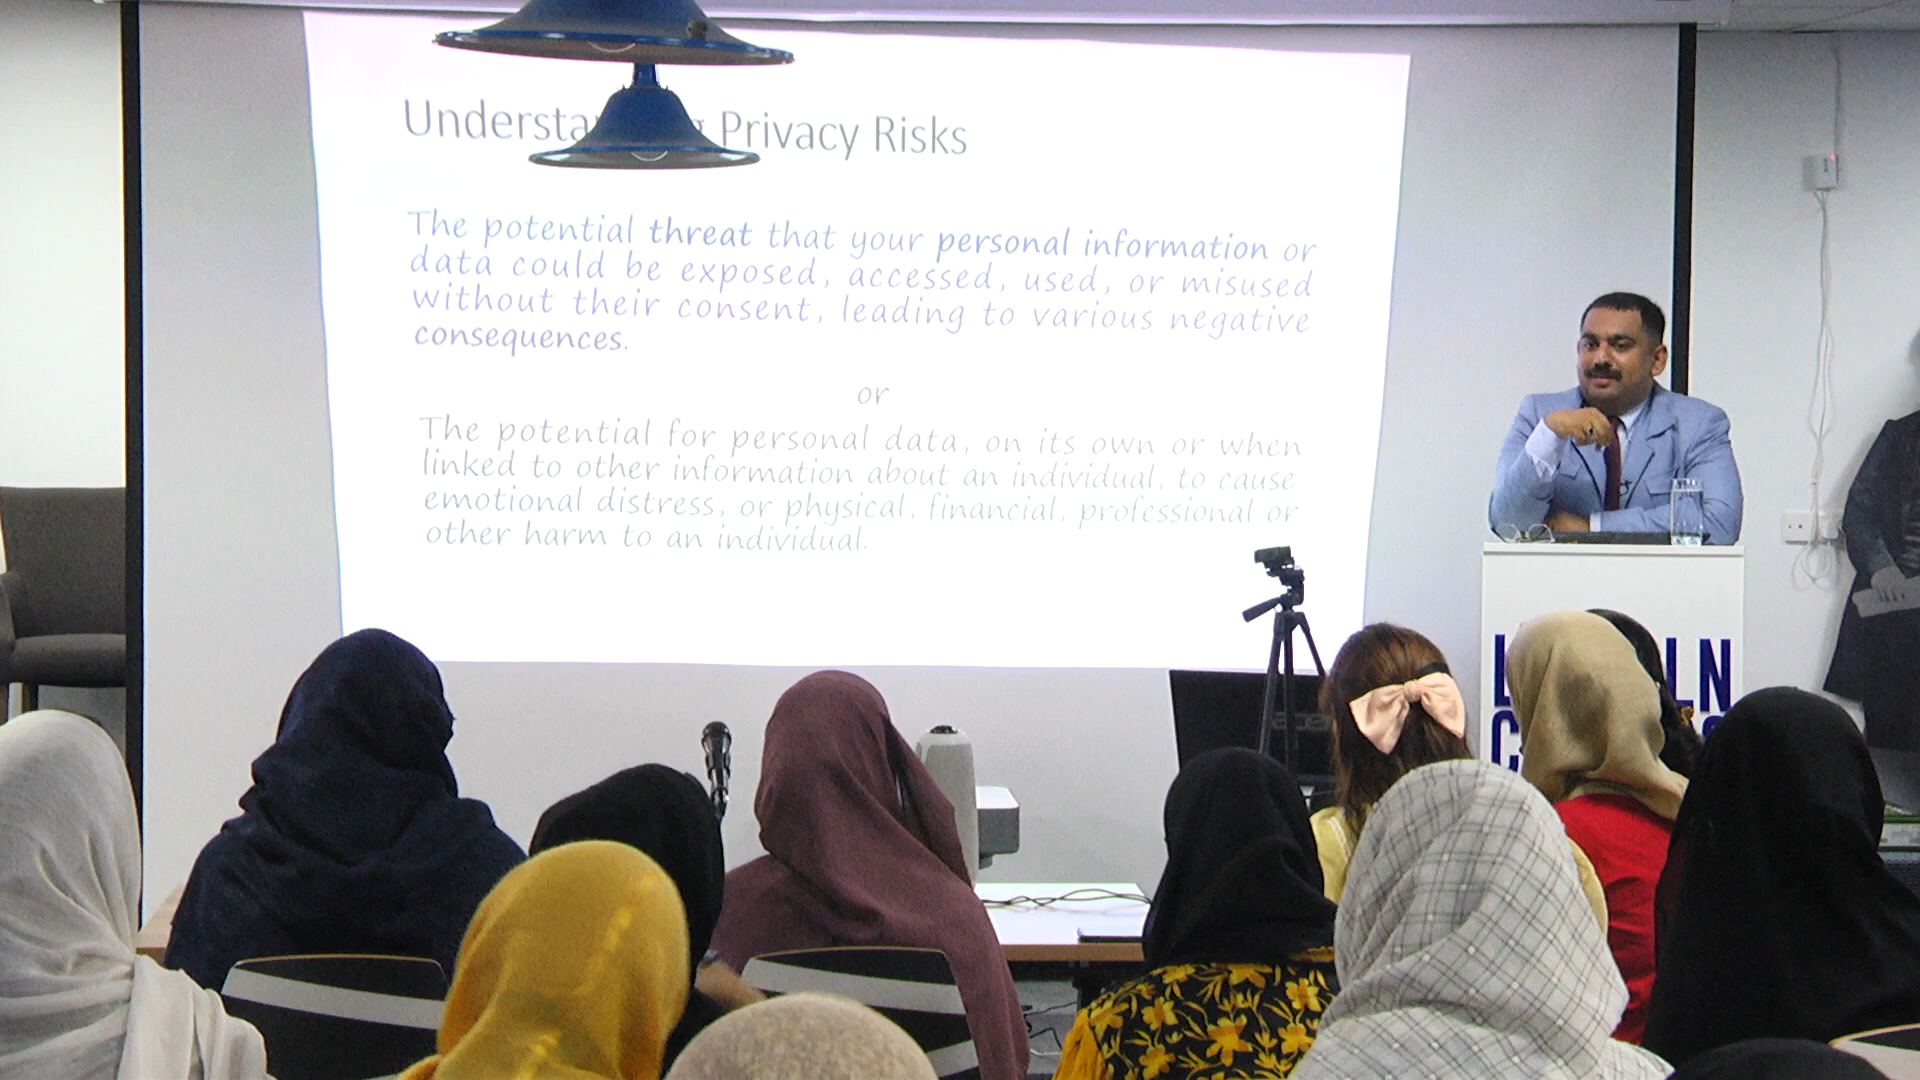 Privacy Risks
The potential threat that your personal information or
data could be exposed, accessed, used, or misused
without their consent, leading to various negative
consequences.
or
The potential for personal data, on its own or when
linked to other information about an individual, to cause
emotional distress, or physical, financial, professional or
other harm to an individual.
acer